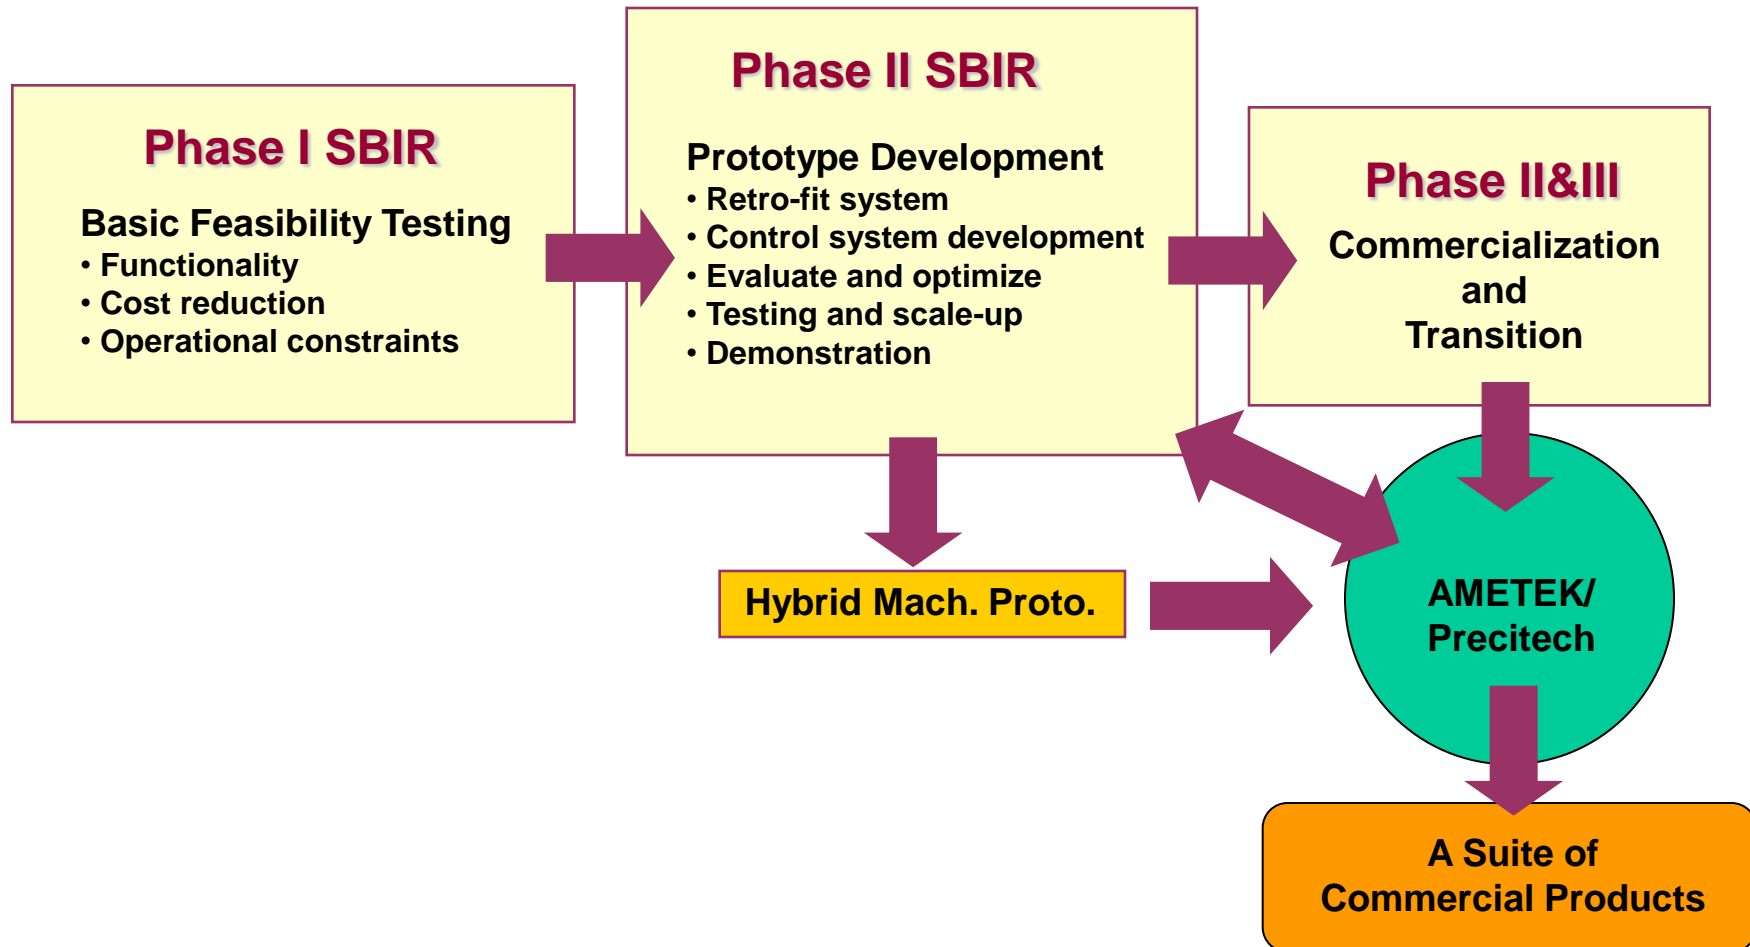 Phase I SBIR
Basic Feasibility Testing
• Functionality
• Cost reduction
• Operational constraints
Phase II SBIR
Prototype Development
• Retro-fit system
• Control system development
• Evaluate and optimize
• Testing and scale-up
• Demonstration
Phase II&III
Commercialization
and
Transition
Hybrid Mach. Proto.
AMETEK/
Precitech
A Suite of
Commercial Products